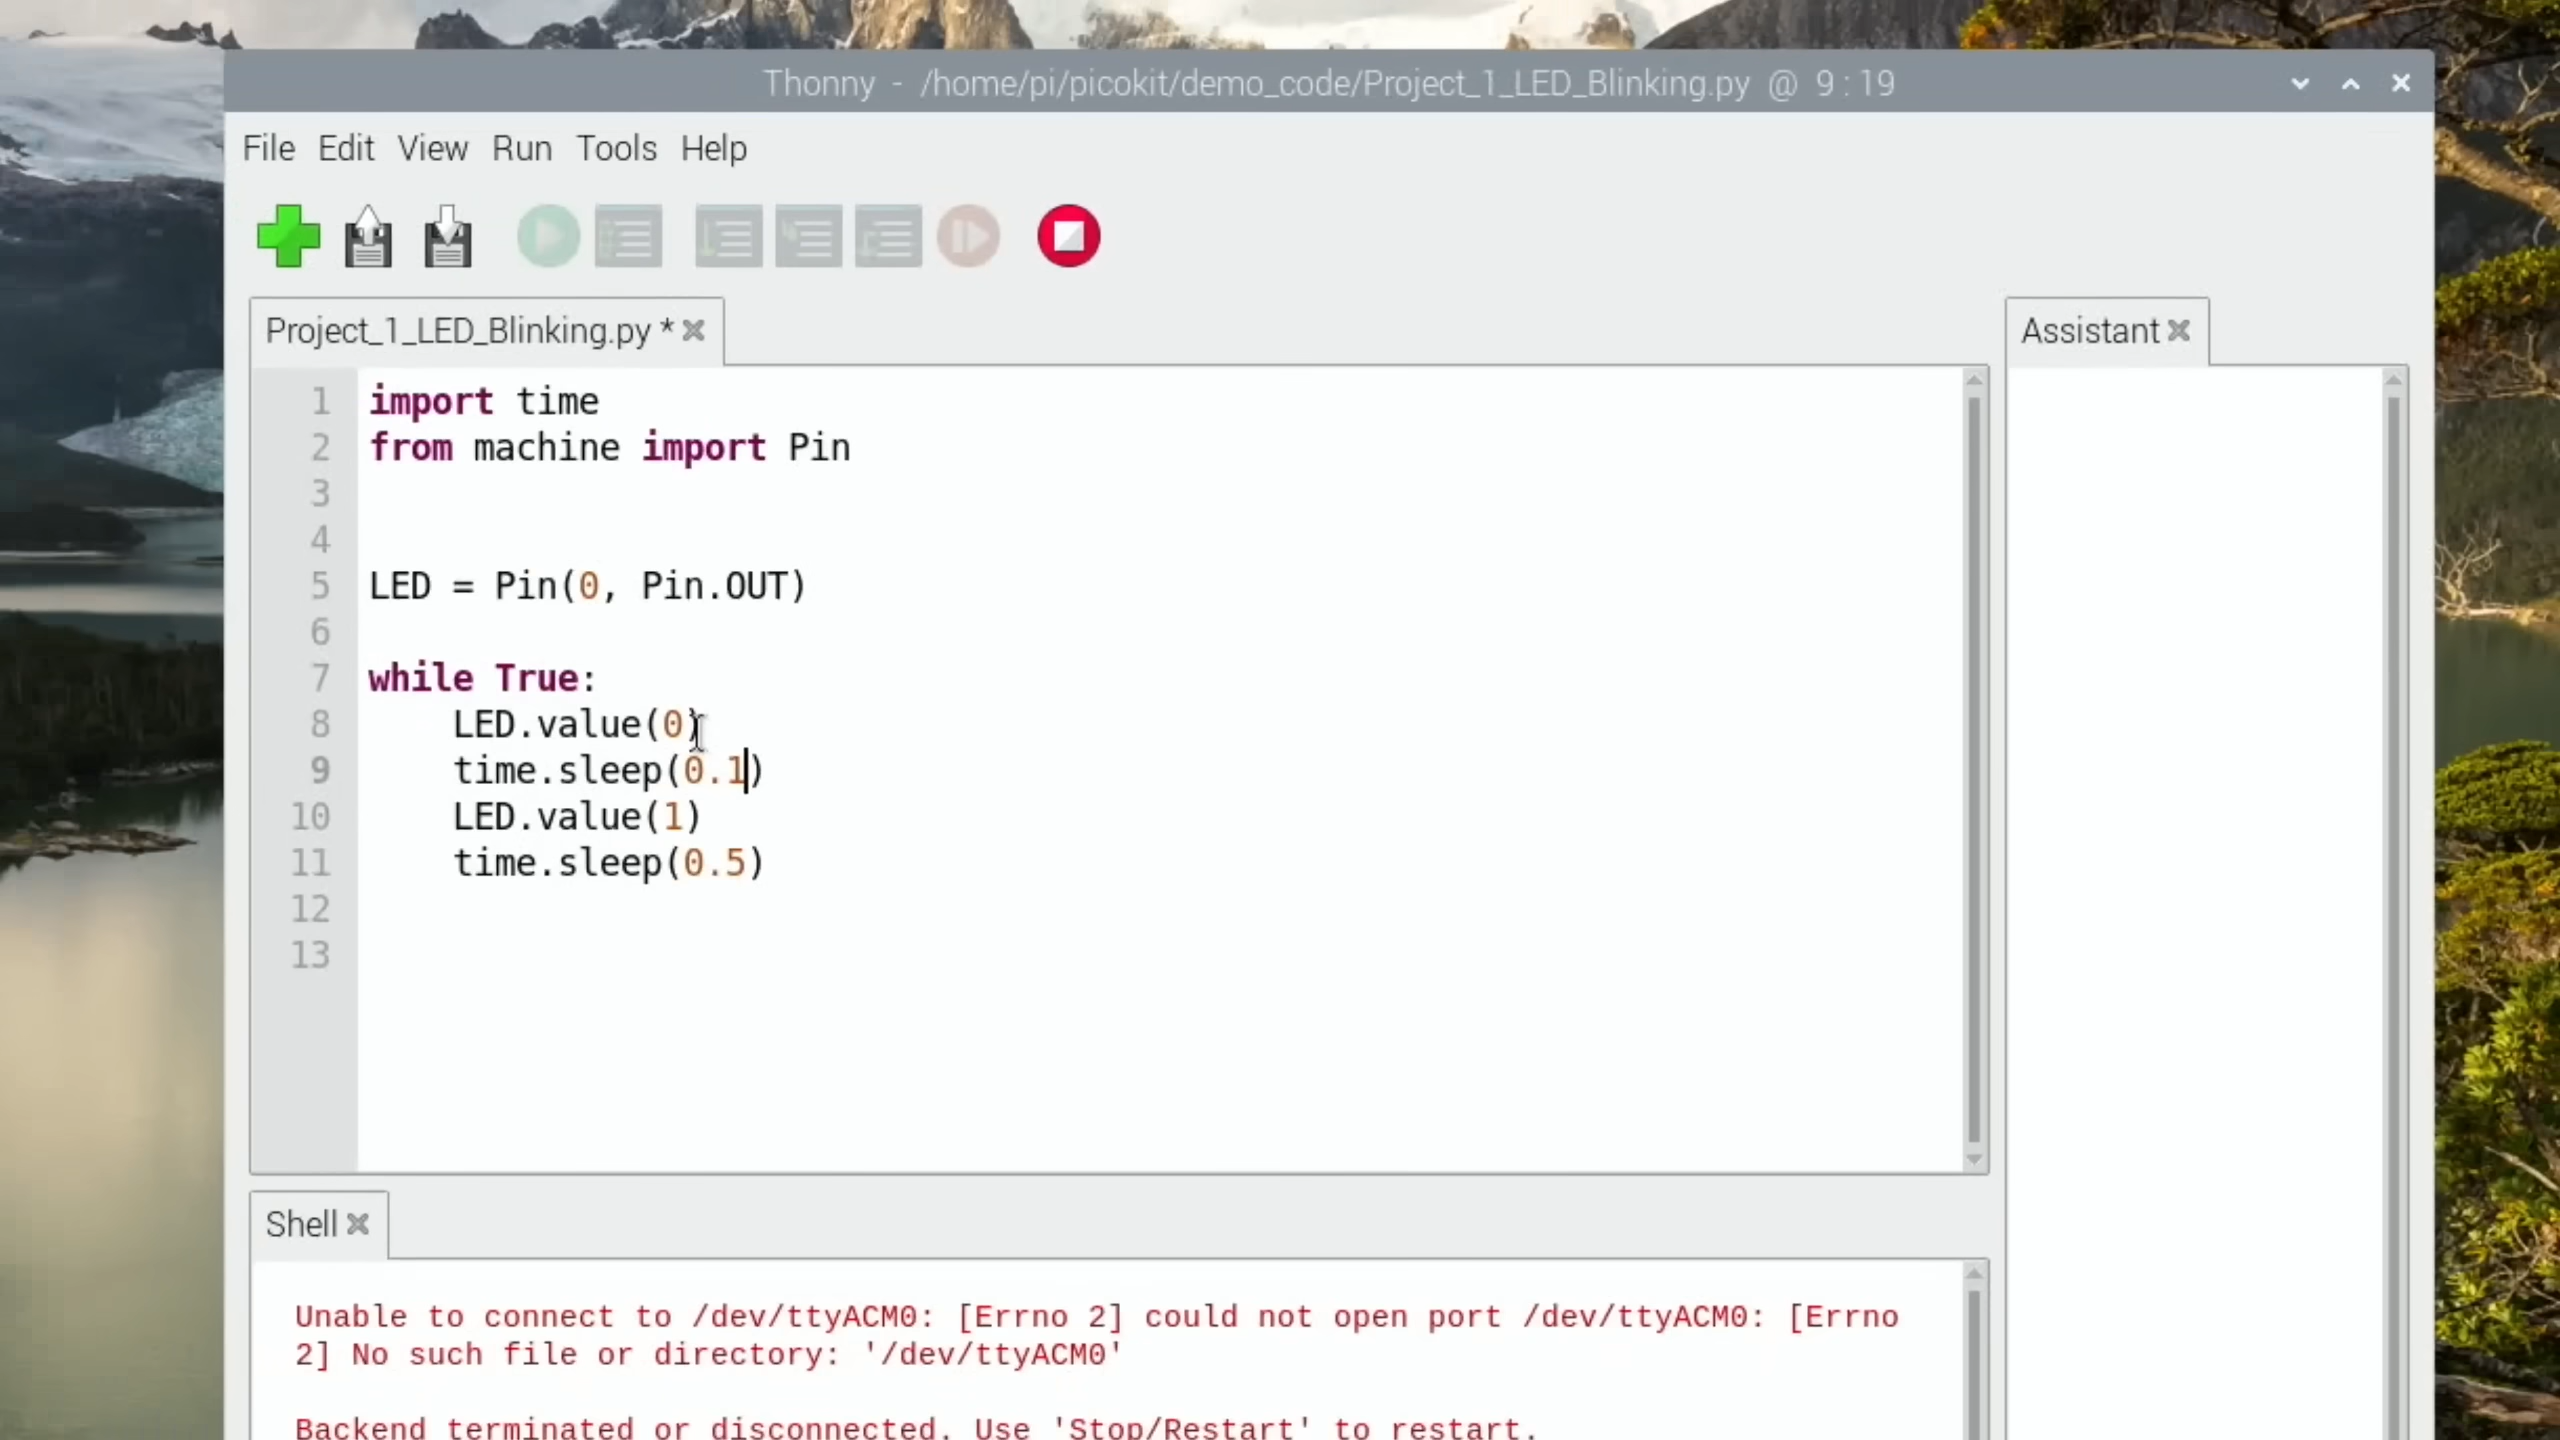 Thonny - /home/pi/picokit/demo_code/Project_1_LED_Blinking.py @ 9:19
File Edit View Run Tools Help
Project_1_LED_Blinking.py *
Assistant
1 import time
2 from machine import Pin
3
4
5 LED = Pin(0, Pin.OUT)
6
7 while True:
8     LED.value(0)
9     time.sleep(0.1)
10     LED.value(1)
11     time.sleep(0.5)
12
13
Shell
Unable to connect to /dev/ttyACM0: [Errno 2] could not open port /dev/ttyACM0: [Errno
2] No such file or directory: '/dev/ttyACM0'
Backend terminated or disconnected. Use 'Stop/Restart' to restart.